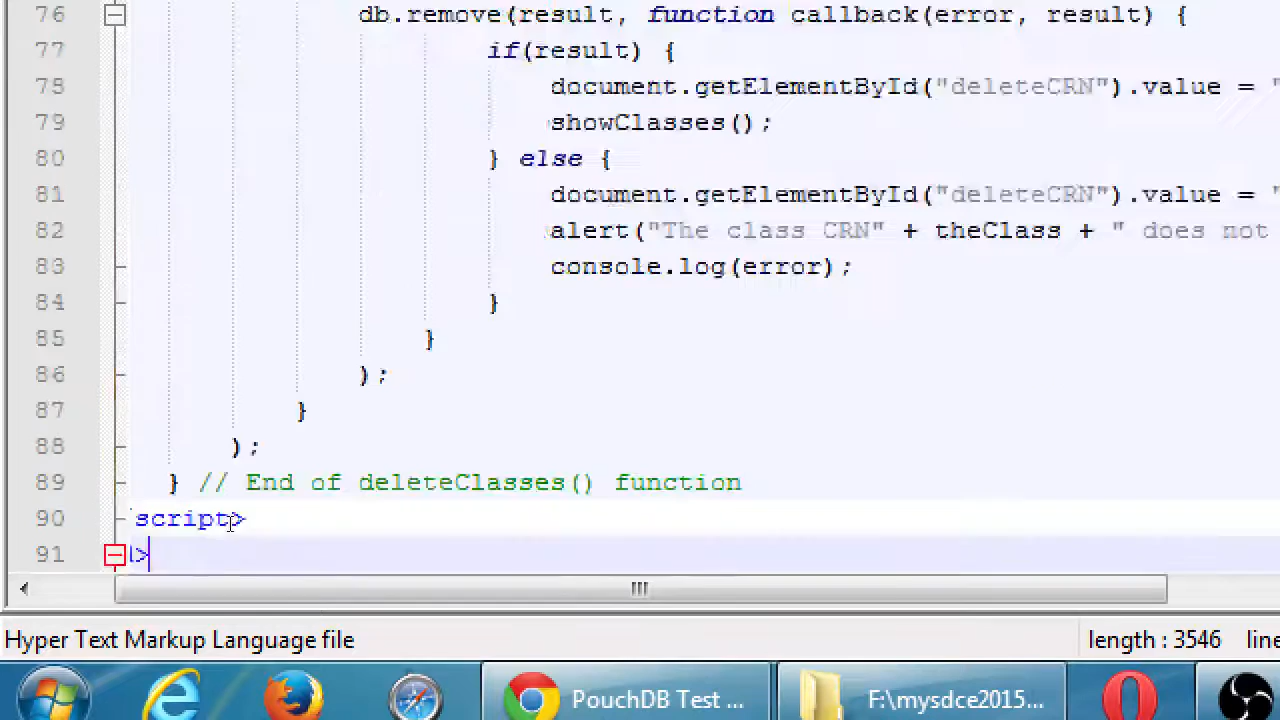 76 db.remove(result, function callback(error, result) {
77 if(result) {
78 document.getElementById("deleteCRN").value = "
79 showClasses();
80 } else {
81 document.getElementById("deleteCRN").value = "
82 alert("The class CRN" + theClass + " does not
83 console.log(error);
84 }
85 }
86 );
87 }
88 );
89 } // End of deleteClasses() function
90 script>
91 l>
Hyper Text Markup Language file length : 3546 line
PouchDB Test ... F:\mysdce2015...